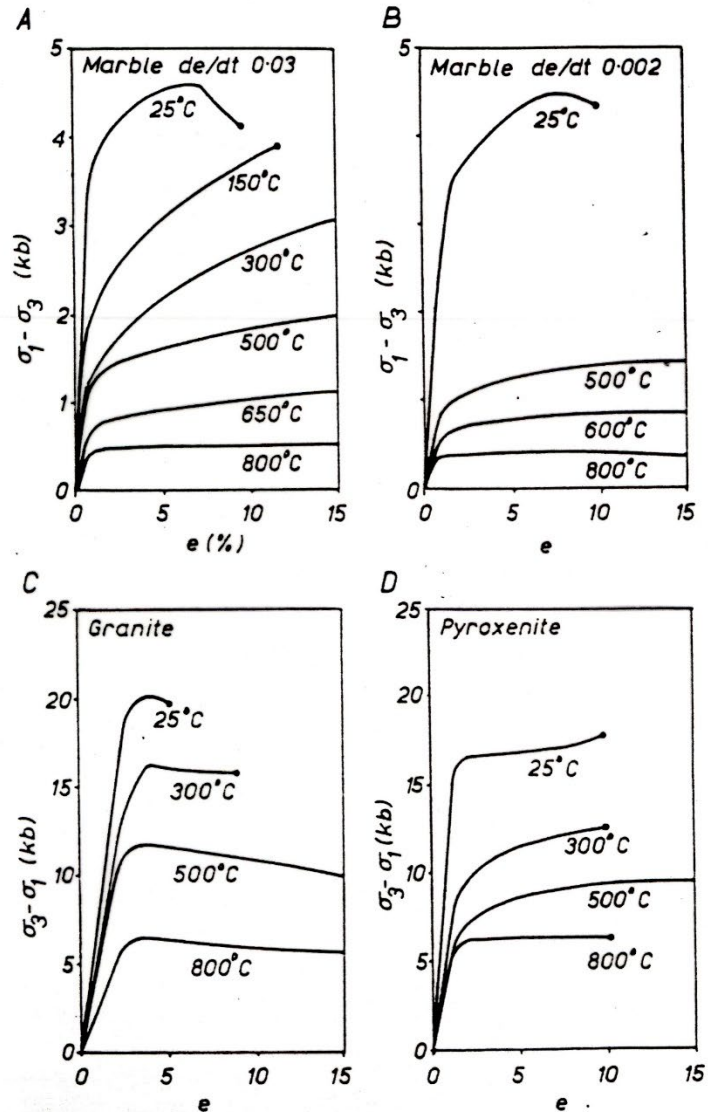 A
Marble de/dt 0·03
5
4
3
2
1
0
σ₁ - σ₃ (kb)
25°C
150°C
300°C
500°C
650°C
800°C
0 5 10 15
e (%)
B
Marble de/dt 0·002
5
0
σ₁ - σ₃ (kb)
25°C
500°C
600°C
800°C
0 5 10 15
e
C
Granite
25
20
15
10
5
0
σ₃ - σ₁ (kb)
25°C
300°C
500°C
800°C
0 5 10 15
e
D
Pyroxenite
25
20
15
10
5
0
σ₃ - σ₁ (kb)
25°C
300°C
500°C
800°C
0 5 10 15
e